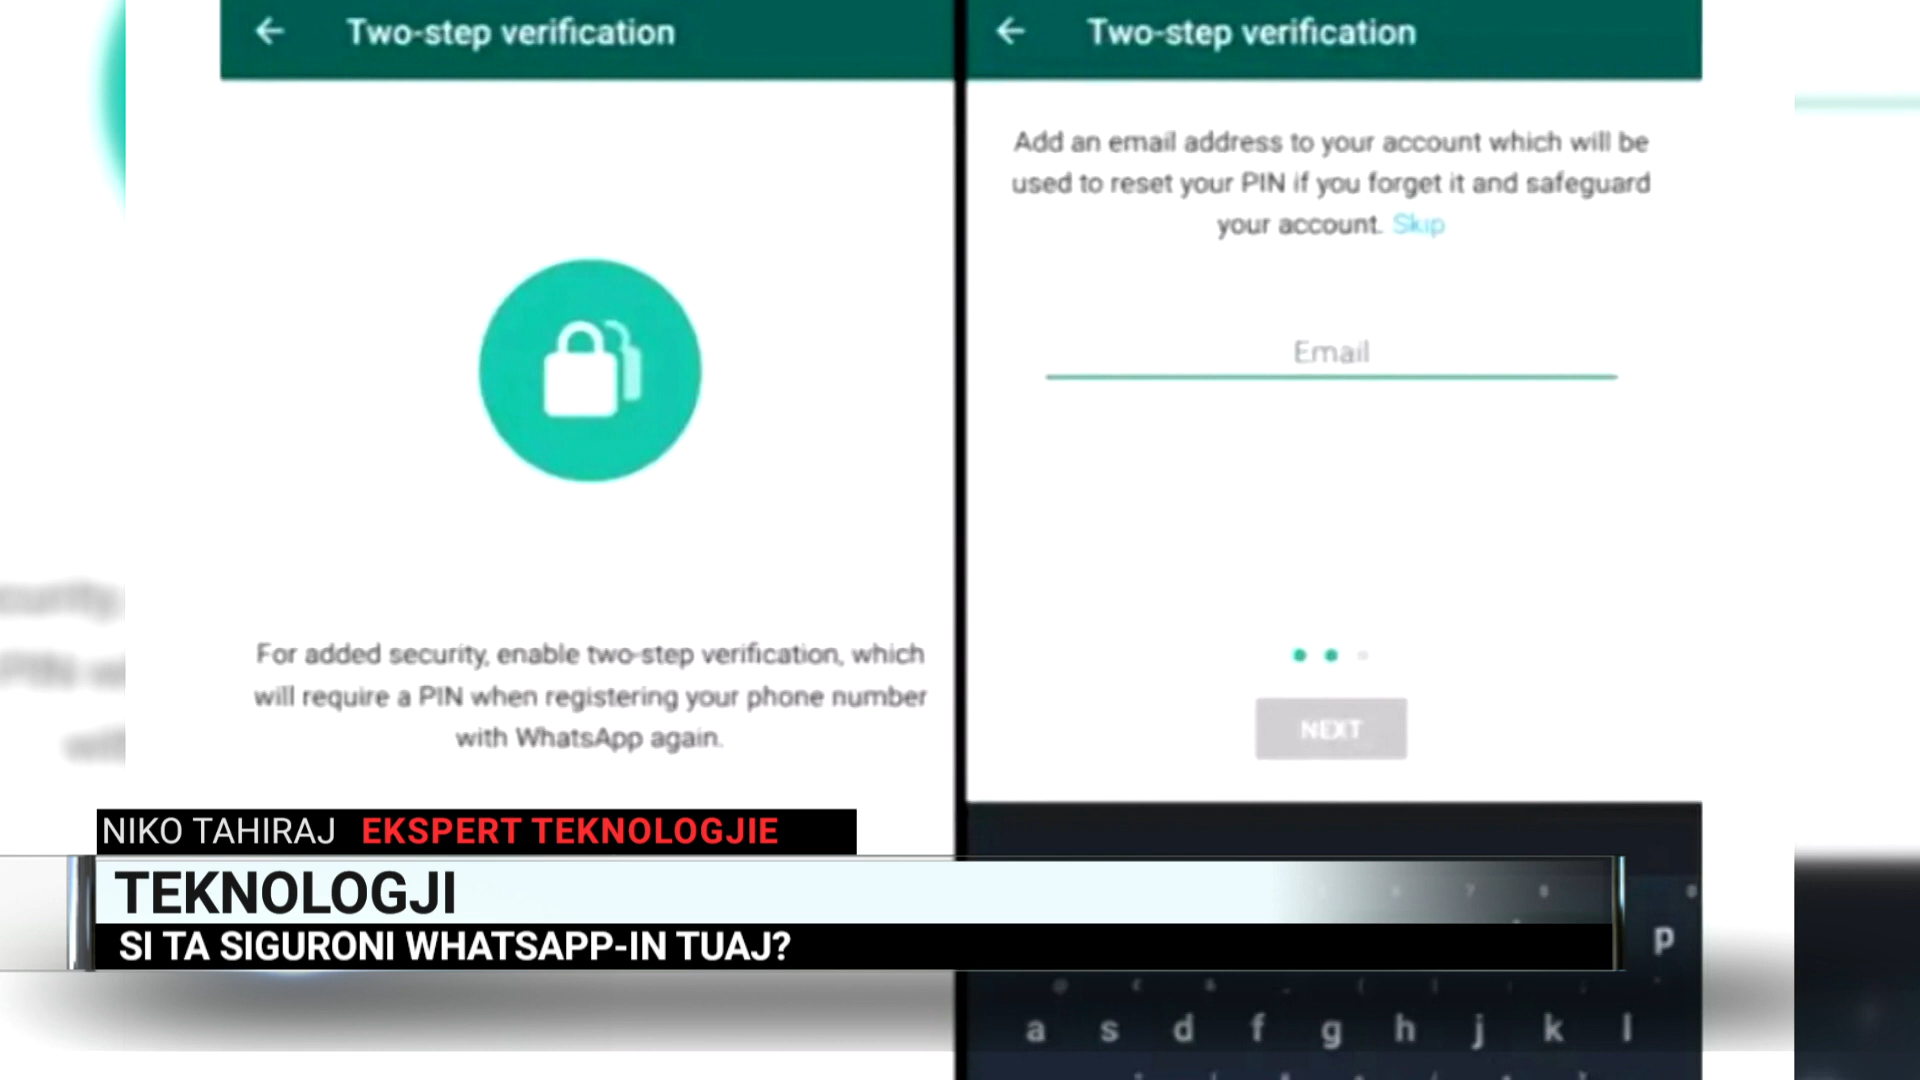 Two-step verification
For added security, enable two-step verification, which
will require a PIN when registering your phone number
with WhatsApp again.
Two-step verification
Add an email address to your account which will be
used to reset your PIN if you forget it and safeguard
your account. Skip
Email
NEXT
p
a s d f g h j k l
NIKO TAHIRAJ EKSPERT TEKNOLOGJIE
TEKNOLOGJI
SI TA SIGURONI WHATSAPP-IN TUAJ?